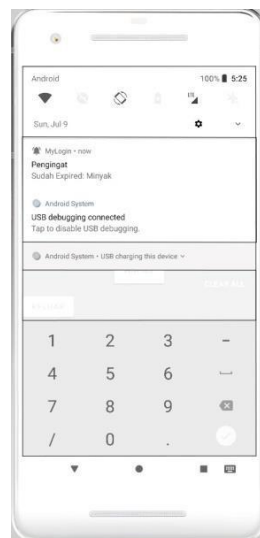 Android 100% 5:25
Sun, Jul 9
MyLogin • now
Pengingat
Sudah Expired: Minyak
Android System
USB debugging connected
Tap to disable USB debugging.
Android System • USB charging this device
CLEAR ALL
1 2 3 -
4 5 6
7 8 9
/ 0 .